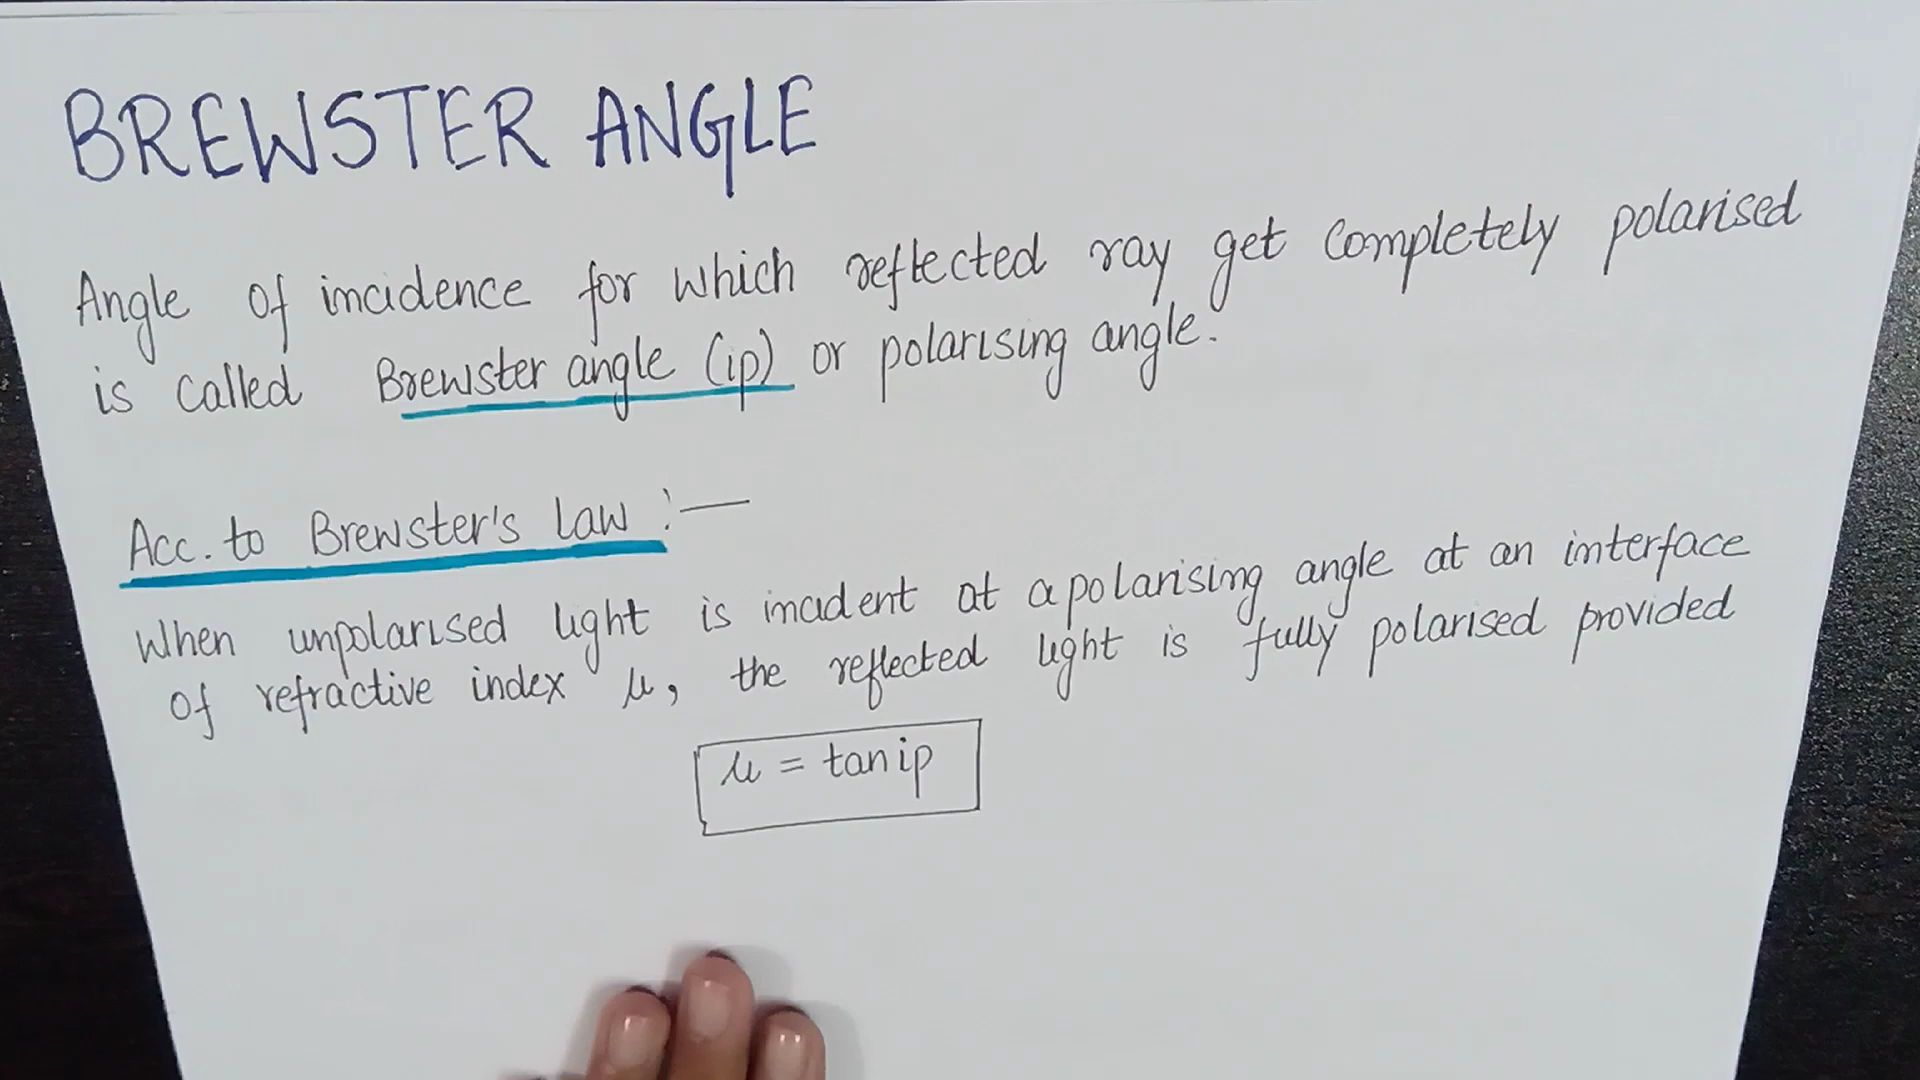 BREWSTER ANGLE
Angle of incidence for which reflected ray get completely polarised
is called Brewster angle (ip) or polarising angle.
Acc. to Brewster's law :—
When unpolarised light is incident at a polarising angle at an interface
of refractive index μ, the reflected light is fully polarised provided
μ = tan ip